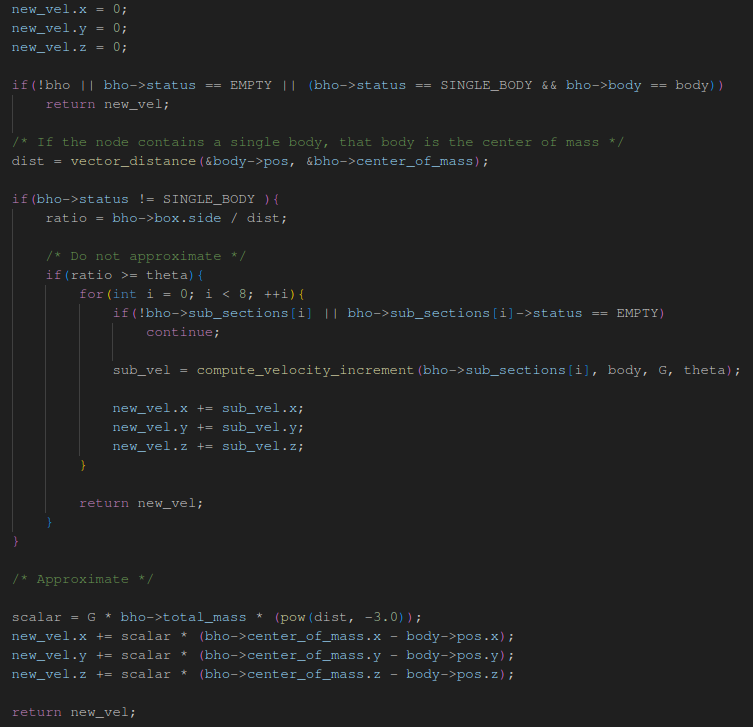 new_vel.x = 0;
new_vel.y = 0;
new_vel.z = 0;
if(!bho || bho->status == EMPTY || (bho->status == SINGLE_BODY && bho->body == body))
return new_vel;
/* If the node contains a single body, that body is the center of mass */
dist = vector_distance(&body->pos, &bho->center_of_mass);
if(bho->status != SINGLE_BODY ){
ratio = bho->box.side / dist;
/* Do not approximate */
if(ratio >= theta){
for(int i = 0; i < 8; ++i){
if(!bho->sub_sections[i] || bho->sub_sections[i]->status == EMPTY)
continue;
sub_vel = compute_velocity_increment(bho->sub_sections[i], body, G, theta);
new_vel.x += sub_vel.x;
new_vel.y += sub_vel.y;
new_vel.z += sub_vel.z;
}
return new_vel;
}
}
/* Approximate */
scalar = G * bho->total_mass * (pow(dist, -3.0));
new_vel.x += scalar * (bho->center_of_mass.x - body->pos.x);
new_vel.y += scalar * (bho->center_of_mass.y - body->pos.y);
new_vel.z += scalar * (bho->center_of_mass.z - body->pos.z);
return new_vel;